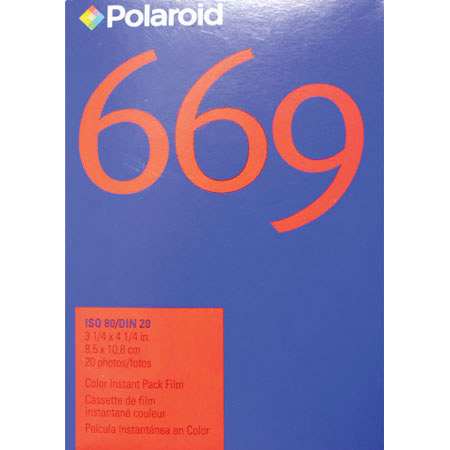 Polaroid
669
ISO 80/DIN 20
3 1/4 x 4 1/4 in.
8.5 x 10.8 cm
20 photos/fotos
Color Instant Pack Film
Cassette de film
instantané couleur
Película Instantánea en Color